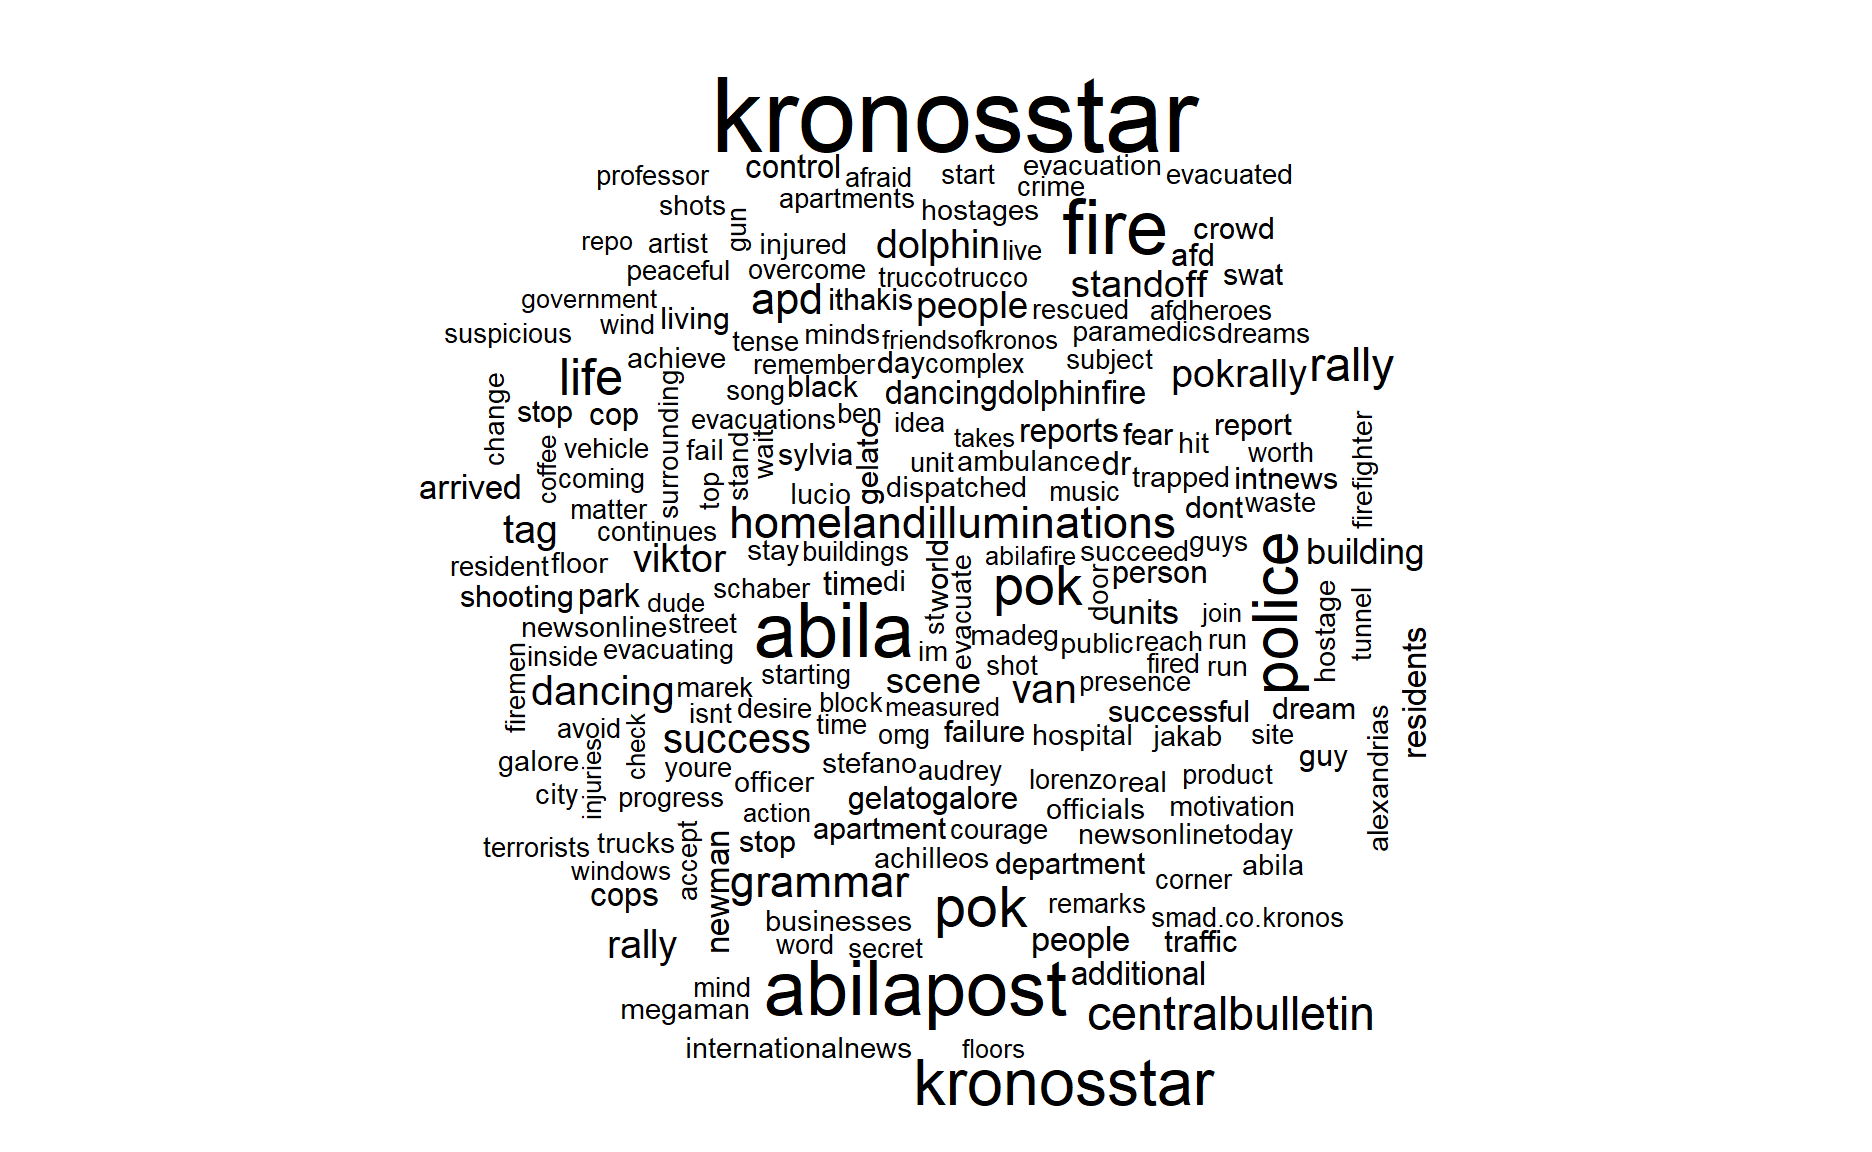 kronosstar
professor control afraid start evacuation evacuated
apartments crime
shots gun hostages fire crowd
repo artist injured dolphin live afd
peaceful overcome truccotrucco standoff swat
government apd ithakis people rescued afdheroes
suspicious wind living tense minds friendsofkronos paramedics dreams
life achieve remember day complex subject pokrally rally
change surrounding song black dancingdolphinfire
stop cop evacuations ben idea takes reports fear hit report firefighter
coffee vehicle fail stand wait sylvia gelato unit ambulance dr trapped worth intnews
arrived coming top lucio dispatched music dont waste
matter continues homelandilluminations
tag viktor stay buildings abilafire succeed guys police building
resident floor schaber time di st world evacuate pok door person
shooting park dude abila units join hostage tunnel
newsonline street madeg public reach run residents
firemen inside evacuating im shot fired run
dancing marek starting scene van presence
isnt desire block measured successful dream alexandrias
avoid check success time omg failure hospital jakab site
galore injuries youre officer stefano audrey lorenzo real product guy
city progress action gelatogalore officials motivation
terrorists trucks accept newman stop apartment courage newsonlinetoday
windows achilleos department corner abila
cops grammar pok remarks smad.co.kronos
businesses
rally word secret people traffic
mind abilapost additional
megaman centralbulletin
internationalnews floors
kronosstar